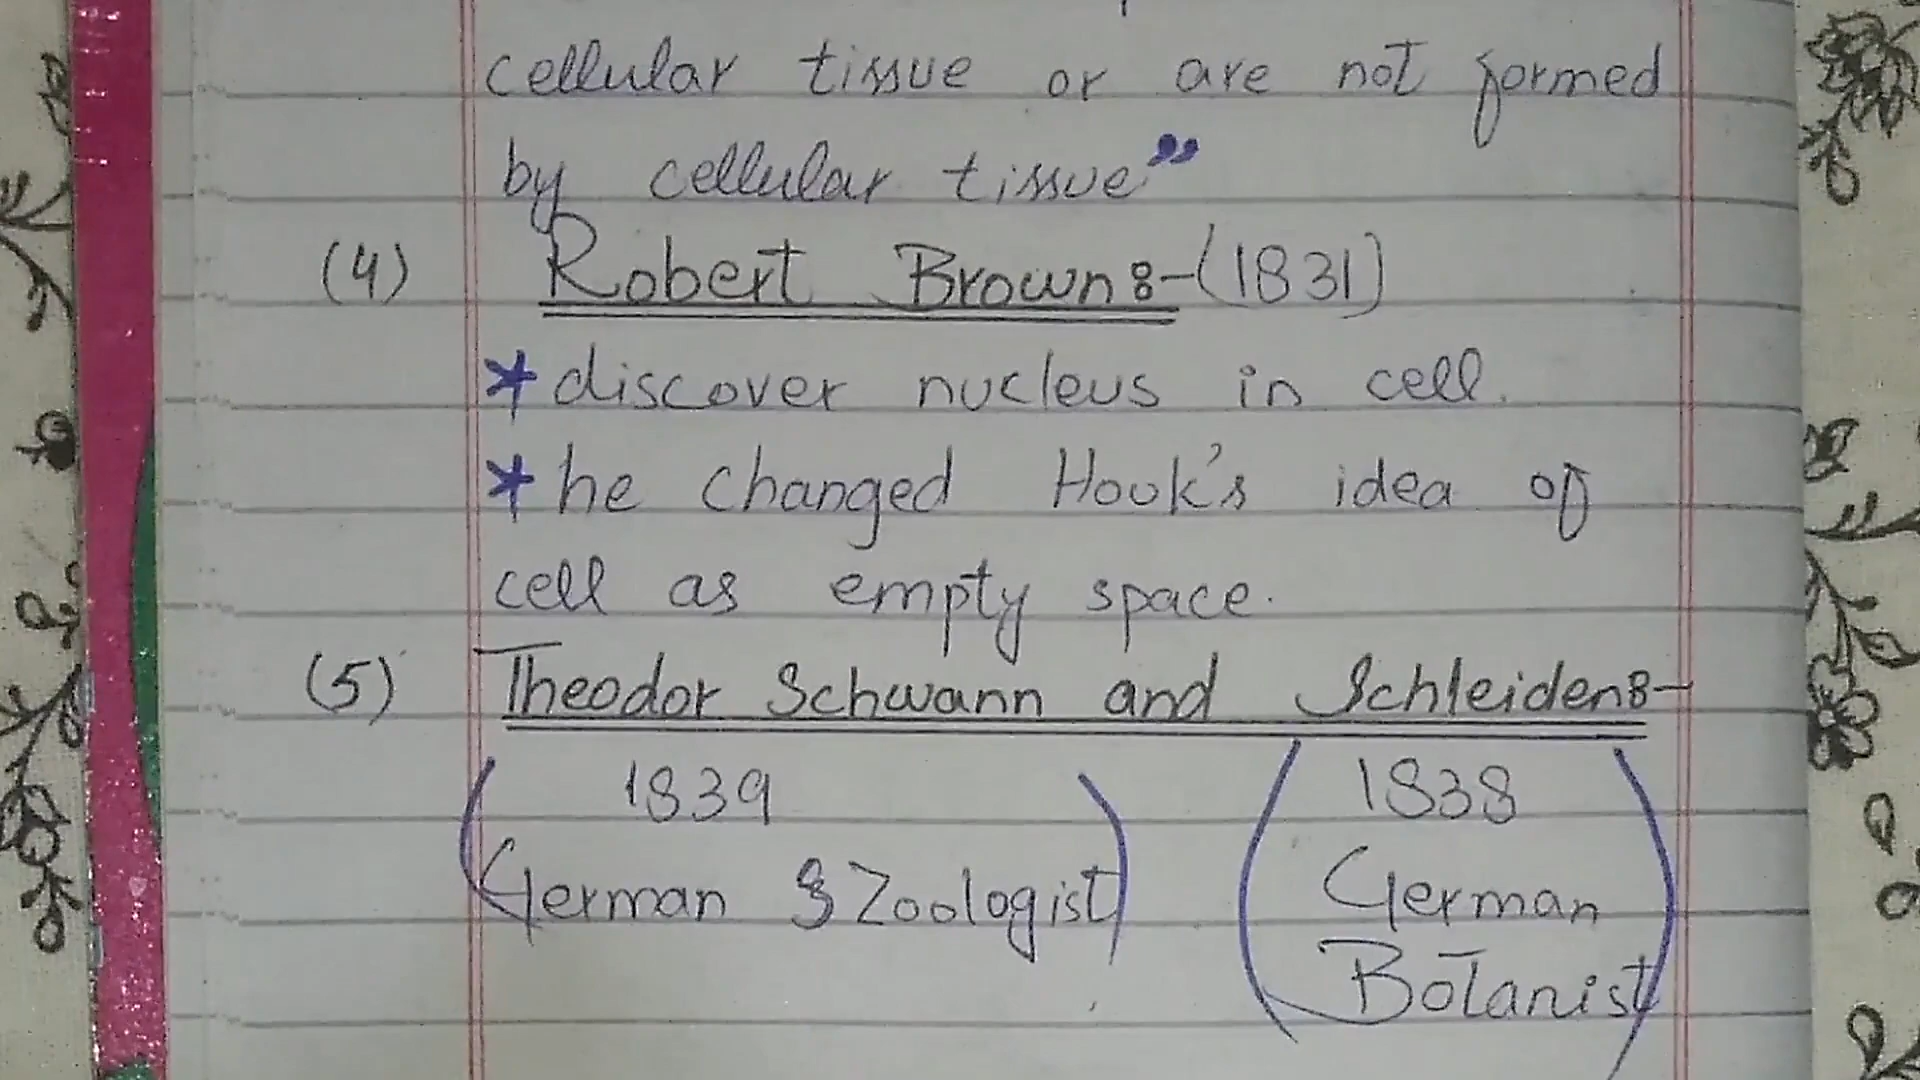 cellular tissue or are not formed
by cellular tissue”
(4) Robert Brown:-(1831)
* discover nucleus in cell.
* he changed Hook's idea of
cell as empty space.
(5) Theodor Schwann and Schleiden:-
(1839) (1838
German Zoologist) German
Botanist)